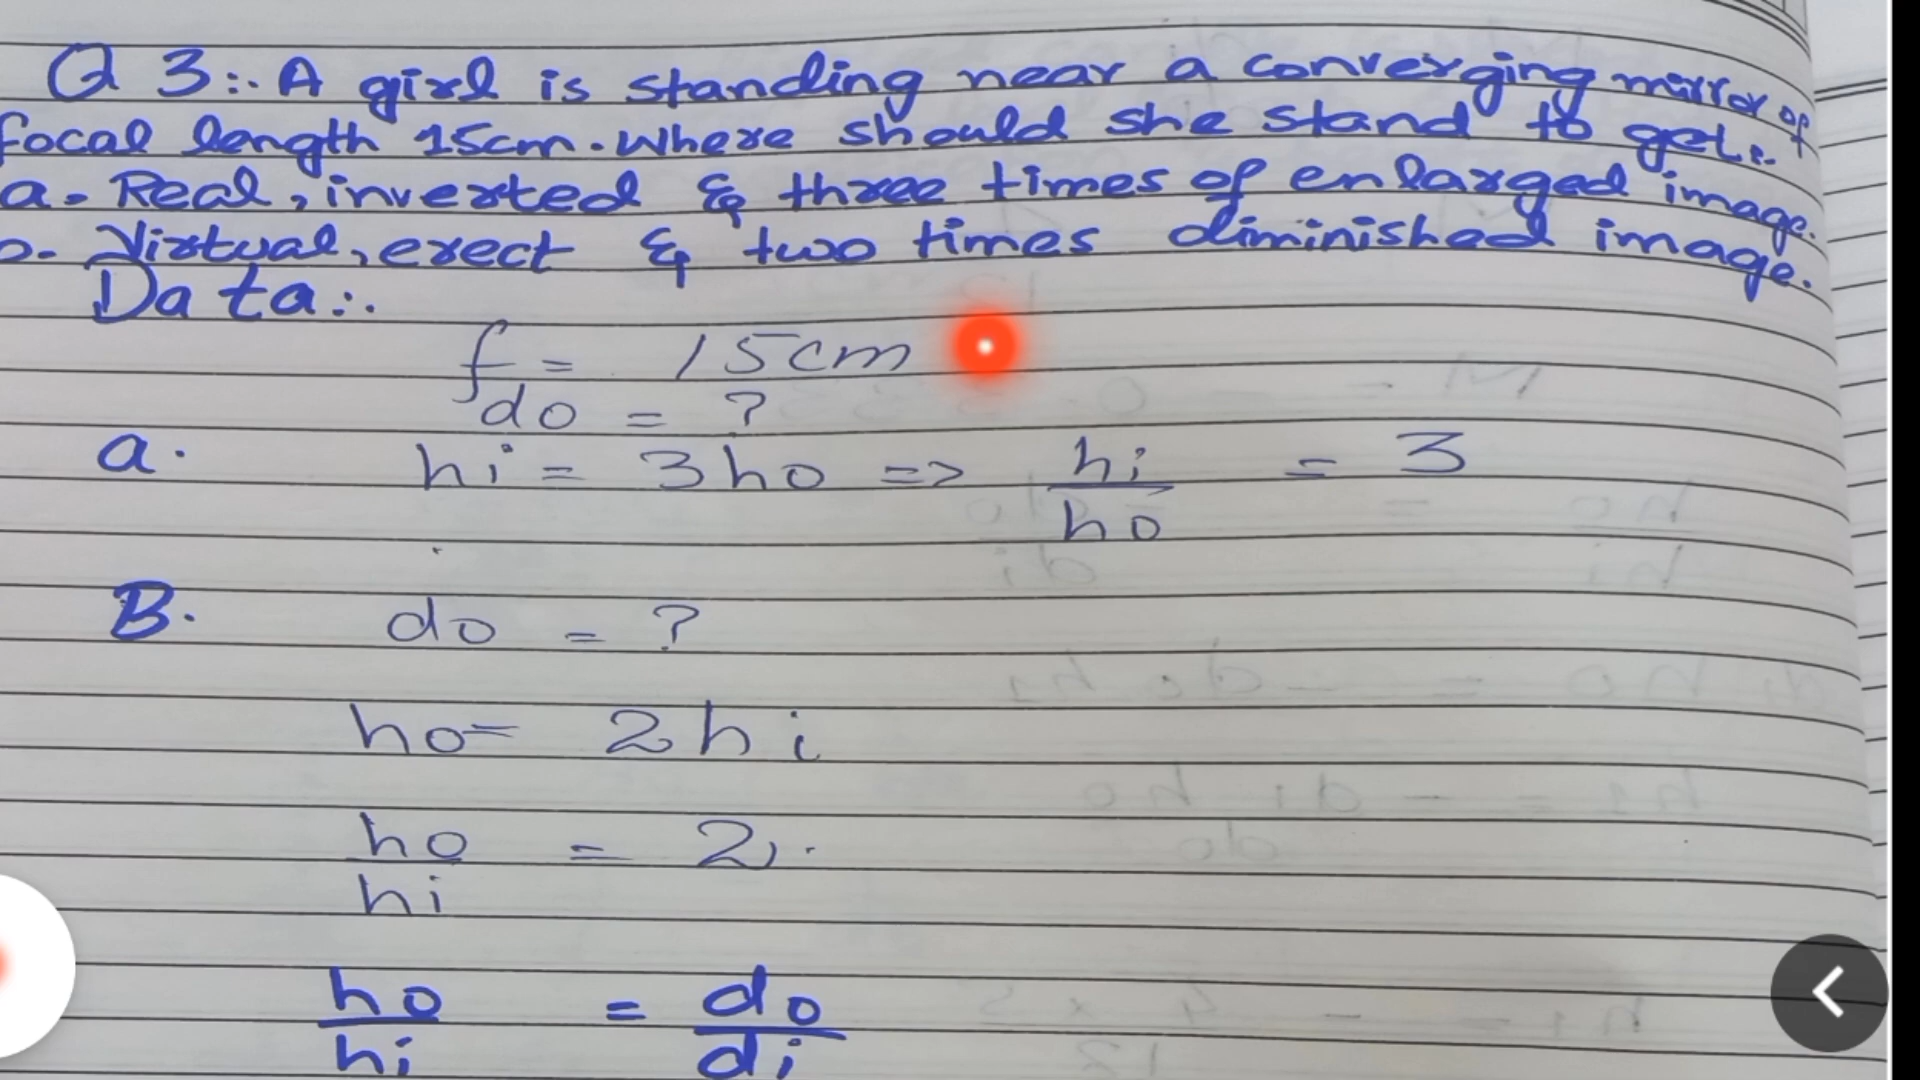 Q 3:. A girl is standing near a converging mirror of
focal length 15cm. Where should she stand to get:.
a. Real, inverted & three times of enlarged image.
b. Virtual, erect & two times diminished image.
Data:.
f = 15cm
do = ?
a. hi = 3ho => hi/ho = 3
B. do = ?
ho = 2hi
ho/hi = 2.
ho/hi = do/di